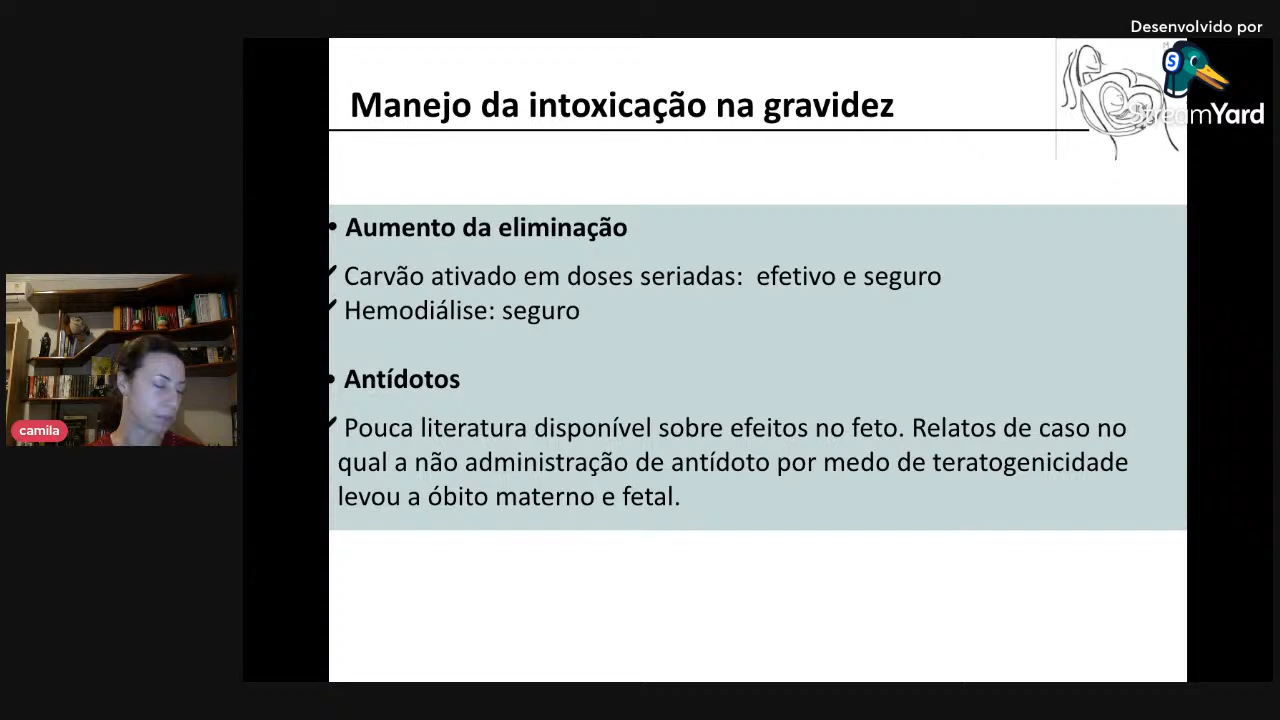 Desenvolvido por
StreamYard
Manejo da intoxicação na gravidez
• Aumento da eliminação
✓ Carvão ativado em doses seriadas: efetivo e seguro
✓ Hemodiálise: seguro
• Antídotos
✓ Pouca literatura disponível sobre efeitos no feto. Relatos de caso no
qual a não administração de antídoto por medo de teratogenicidade
levou a óbito materno e fetal.
camila